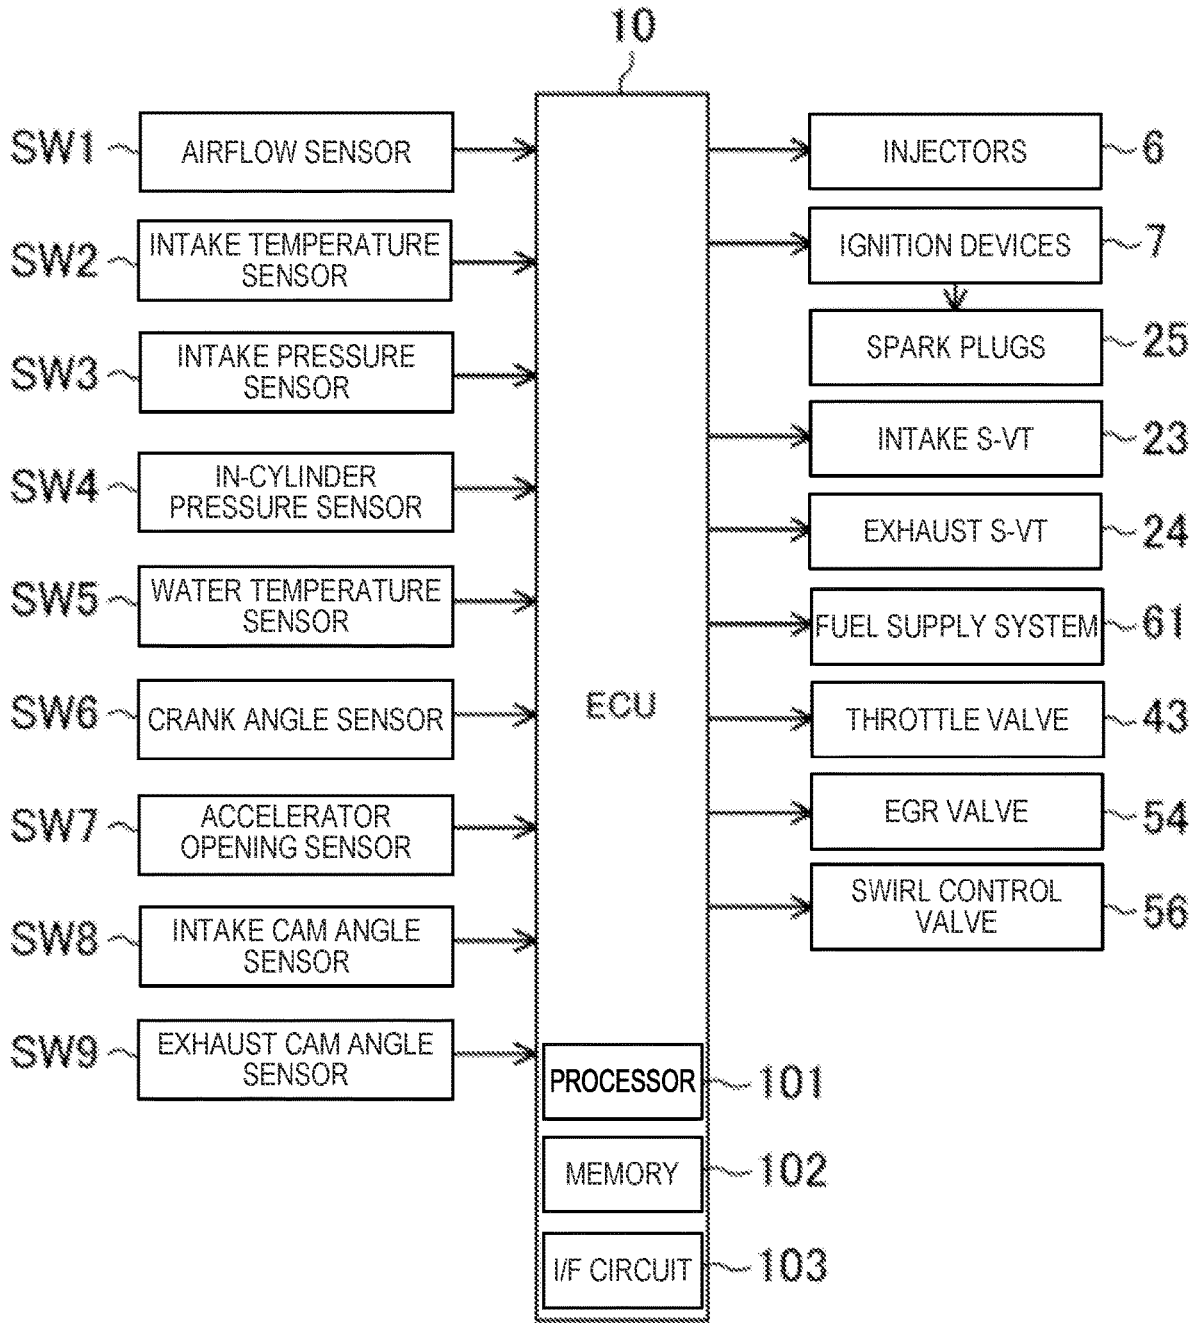 10
SW1
AIRFLOW SENSOR
SW2
INTAKE TEMPERATURE
SENSOR
SW3
INTAKE PRESSURE
SENSOR
SW4
IN-CYLINDER
PRESSURE SENSOR
SW5
WATER TEMPERATURE
SENSOR
SW6
CRANK ANGLE SENSOR
SW7
ACCELERATOR
OPENING SENSOR
SW8
INTAKE CAM ANGLE
SENSOR
SW9
EXHAUST CAM ANGLE
SENSOR
ECU
PROCESSOR
101
MEMORY
102
I/F CIRCUIT
103
INJECTORS
6
IGNITION DEVICES
7
SPARK PLUGS
25
INTAKE S-VT
23
EXHAUST S-VT
24
FUEL SUPPLY SYSTEM
61
THROTTLE VALVE
43
EGR VALVE
54
SWIRL CONTROL
VALVE
56